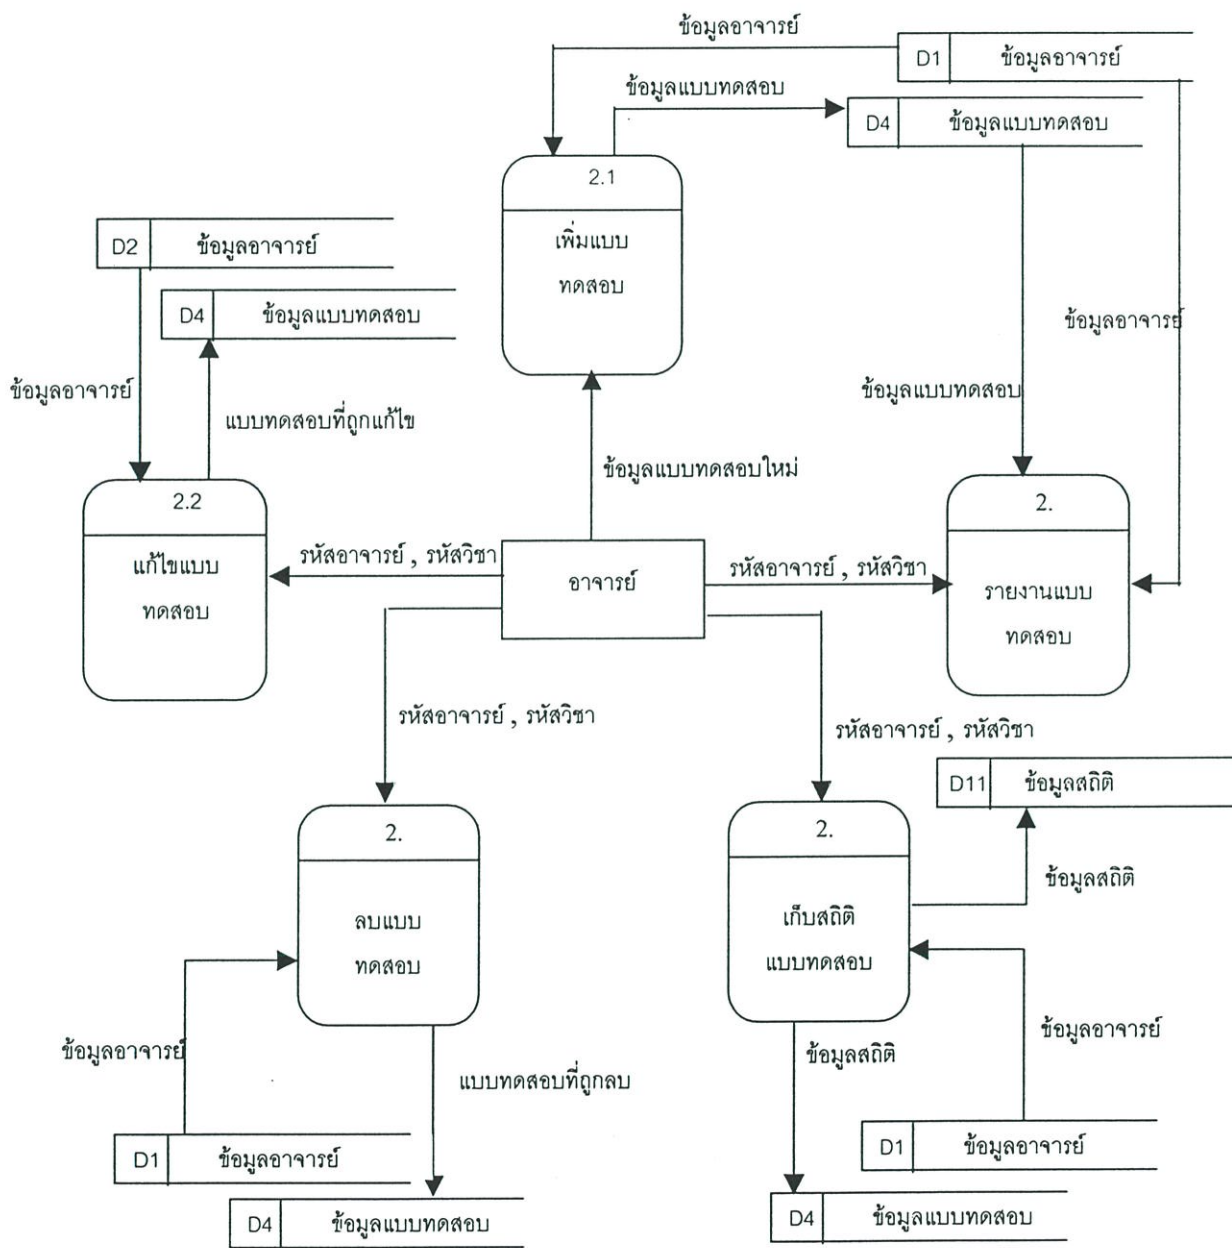 ข้อมูลอาจารย์
D1 ข้อมูลอาจารย์
ข้อมูลแบบทดสอบ
D4 ข้อมูลแบบทดสอบ
2.1
เพิ่มแบบ
ทดสอบ
D2 ข้อมูลอาจารย์
D4 ข้อมูลแบบทดสอบ
ข้อมูลอาจารย์
ข้อมูลอาจารย์
แบบทดสอบที่ถูกแก้ไข
ข้อมูลแบบทดสอบ
ข้อมูลแบบทดสอบใหม่
2.2
แก้ไขแบบ
ทดสอบ
รหัสอาจารย์ , รหัสวิชา
อาจารย์
รหัสอาจารย์ , รหัสวิชา
2.
รายงานแบบ
ทดสอบ
รหัสอาจารย์ , รหัสวิชา
รหัสอาจารย์ , รหัสวิชา
D11 ข้อมูลสถิติ
2.
ลบแบบ
ทดสอบ
2.
เก็บสถิติ
แบบทดสอบ
ข้อมูลสถิติ
ข้อมูลอาจารย์
แบบทดสอบที่ถูกลบ
ข้อมูลสถิติ
ข้อมูลอาจารย์
D1 ข้อมูลอาจารย์
D4 ข้อมูลแบบทดสอบ
D1 ข้อมูลอาจารย์
D4 ข้อมูลแบบทดสอบ